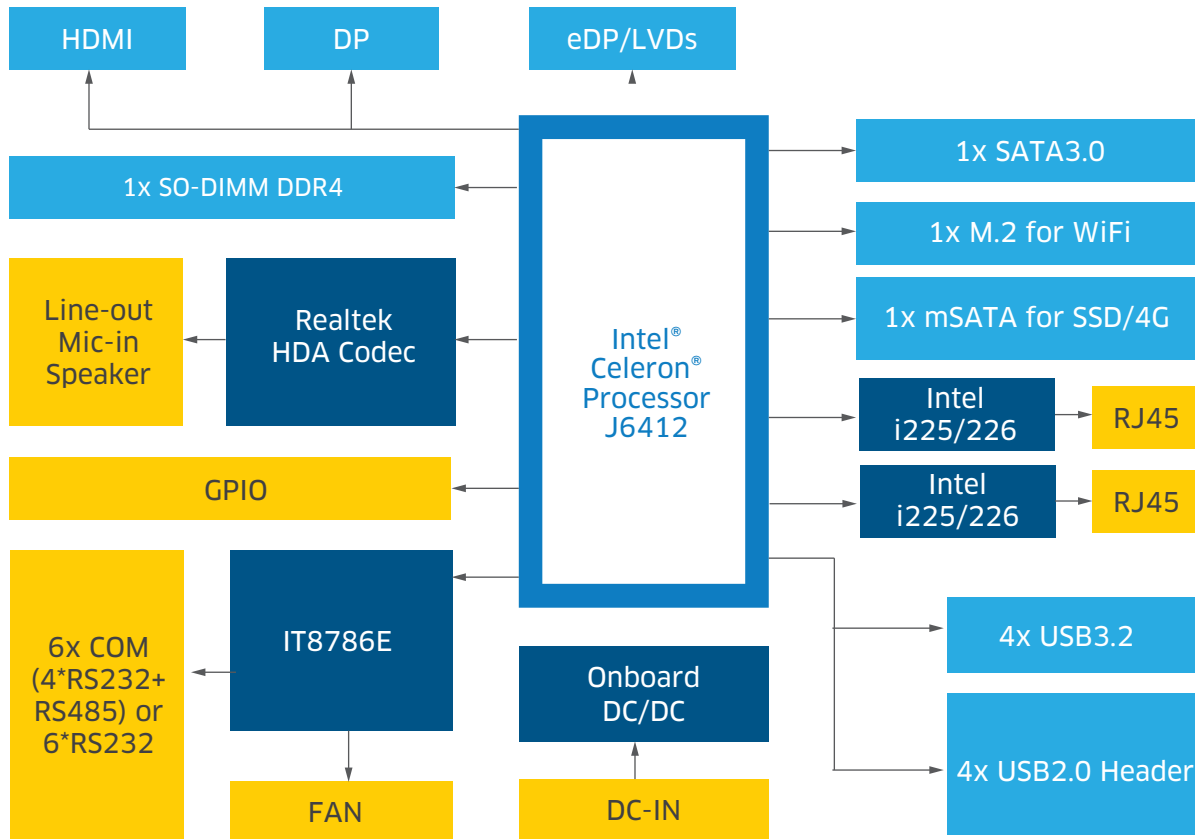 HDMI
DP
eDP/LVDs
1x SO-DIMM DDR4
1x SATA3.0
1x M.2 for WiFi
1x mSATA for SSD/4G
Line-out
Mic-in
Speaker
Realtek
HDA Codec
Intel®
Celeron®
Processor
J6412
Intel
i225/226
RJ45
Intel
i225/226
RJ45
GPIO
6x COM
(4*RS232+
RS485) or
6*RS232
IT8786E
FAN
Onboard
DC/DC
DC-IN
4x USB3.2
4x USB2.0 Header